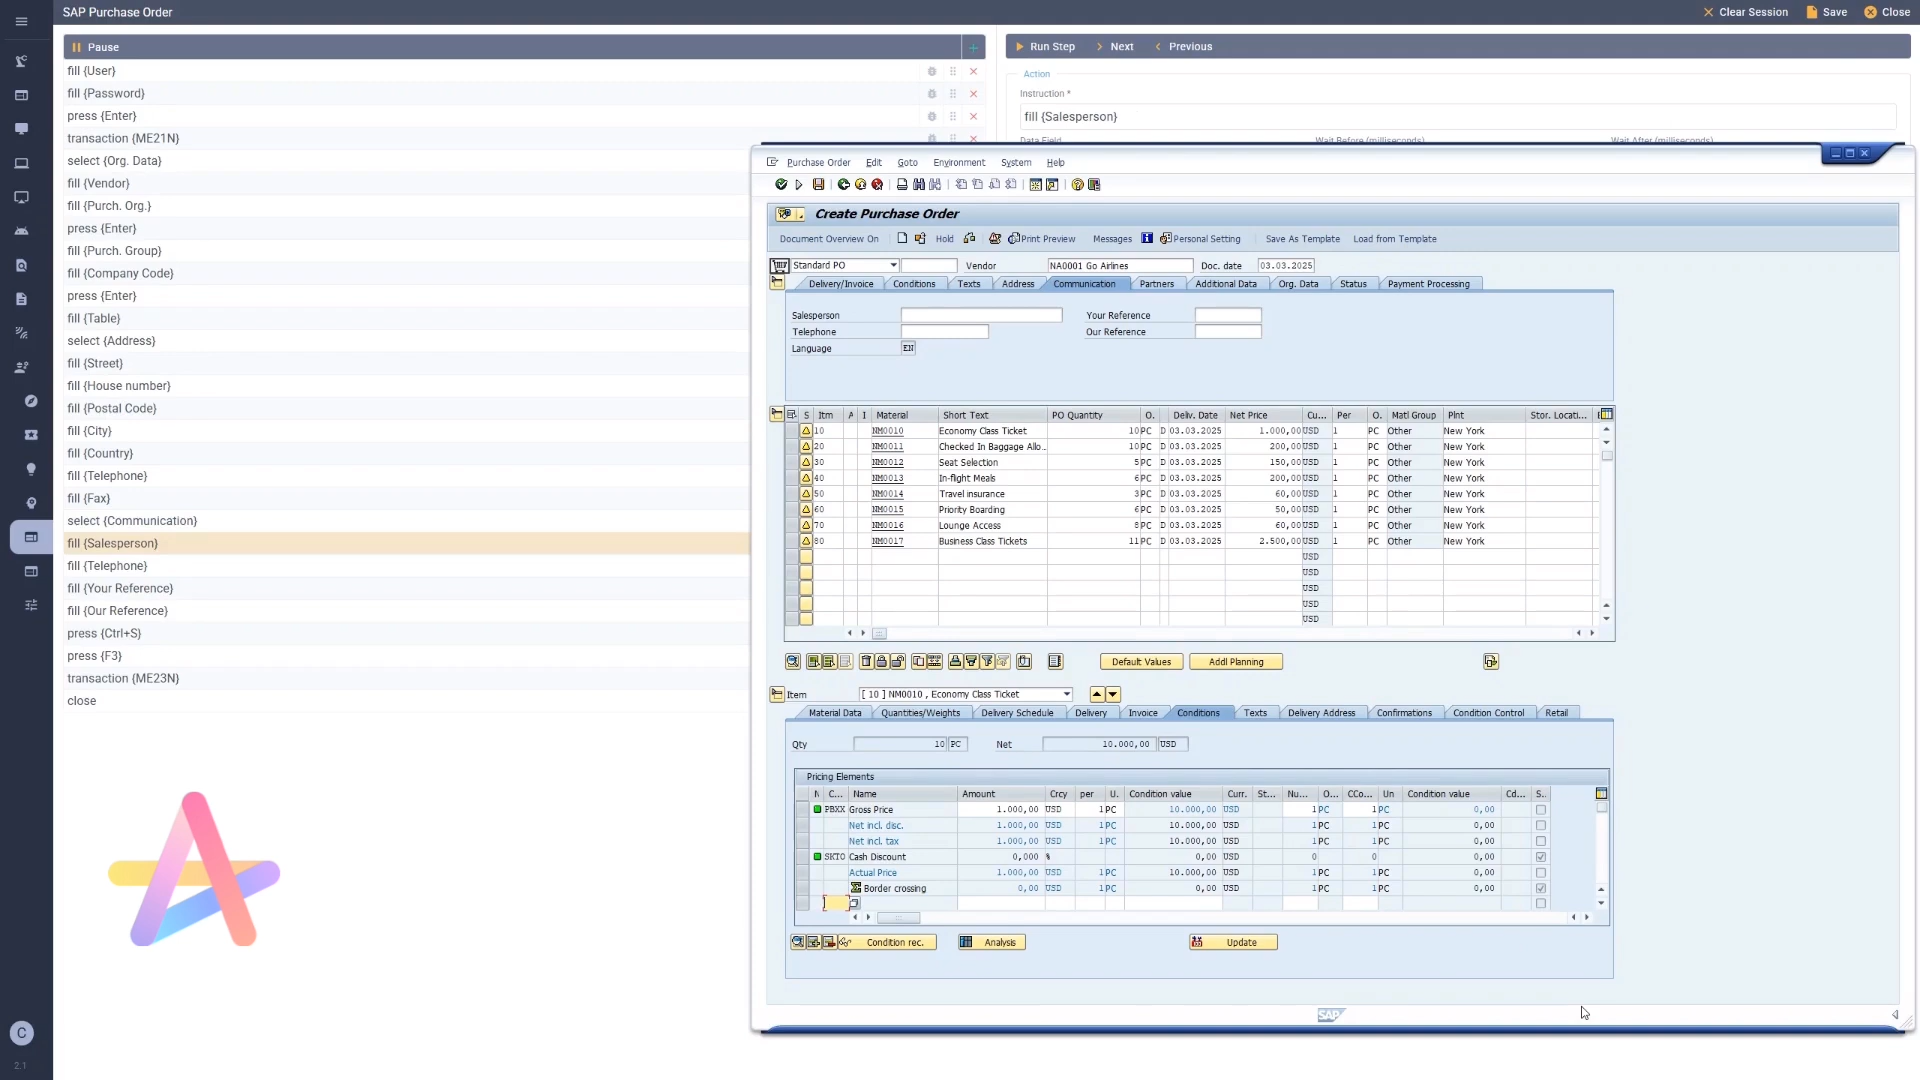 SAP Purchase Order
Clear Session Save Close
Pause
fill {User}
fill {Password}
press {Enter}
transaction {ME21N}
select {Org. Data}
fill {Vendor}
fill {Purch. Org.}
press {Enter}
fill {Purch. Group}
fill {Company Code}
press {Enter}
fill {Table}
select {Address}
fill {Street}
fill {House number}
fill {Postal Code}
fill {City}
fill {Country}
fill {Telephone}
fill {Fax}
select {Communication}
fill {Salesperson}
fill {Telephone}
fill {Your Reference}
fill {Our Reference}
press {Ctrl+S}
press {F3}
transaction {ME23N}
close
C
2.1
Run Step Next Previous
Action
Instruction *
fill {Salesperson}
Data Field Wait Before (milliseconds) Wait After (milliseconds)
Purchase Order Edit Goto Environment System Help
Create Purchase Order
Document Overview On Hold Print Preview Messages Personal Setting Save As Template Load from Template
Standard PO Vendor NA0001 Go Airlines Doc. date 03.03.2025
Delivery/Invoice Conditions Texts Address Communication Partners Additional Data Org. Data Status Payment Processing
Salesperson Your Reference
Telephone Our Reference
Language EN
S Itm A I Material Short Text PO Quantity O. Deliv. Date Net Price Cu... Per O. Matl Group Plnt Stor. Locati...
10 NM0010 Economy Class Ticket 10 PC D 03.03.2025 1.000,00 USD 1 PC Other New York
20 NM0011 Checked In Baggage Allo.. 10 PC D 03.03.2025 200,00 USD 1 PC Other New York
30 NM0012 Seat Selection 5 PC D 03.03.2025 150,00 USD 1 PC Other New York
40 NM0013 In-flight Meals 6 PC D 03.03.2025 200,00 USD 1 PC Other New York
50 NM0014 Travel insurance 3 PC D 03.03.2025 60,00 USD 1 PC Other New York
60 NM0015 Priority Boarding 6 PC D 03.03.2025 50,00 USD 1 PC Other New York
70 NM0016 Lounge Access 8 PC D 03.03.2025 60,00 USD 1 PC Other New York
80 NM0017 Business Class Tickets 11 PC D 03.03.2025 2.500,00 USD 1 PC Other New York
USD
USD
USD
USD
USD
Default Values Addl Planning
Item [ 10 ] NM0010 , Economy Class Ticket
Material Data Quantities/Weights Delivery Schedule Delivery Invoice Conditions Texts Delivery Address Confirmations Condition Control Retail
Qty 10 PC Net 10.000,00 USD
Pricing Elements
N C... Name Amount Crcy per U. Condition value Curr. St... Nu... O... CCo... Un Condition value Cd... S..
PBXX Gross Price 1.000,00 USD 1 PC 10.000,00 USD 1 PC 1 PC 0,00
Net incl. disc. 1.000,00 USD 1 PC 10.000,00 USD 1 PC 1 PC 0,00
Net incl. tax 1.000,00 USD 1 PC 10.000,00 USD 1 PC 1 PC 0,00
SKTO Cash Discount 0,000 % 0,00 USD 0 0 0,00
Actual Price 1.000,00 USD 1 PC 10.000,00 USD 1 PC 1 PC 0,00
Border crossing 0,00 USD 1 PC 0,00 USD 1 PC 1 PC 0,00
Condition rec. Analysis Update
SAP